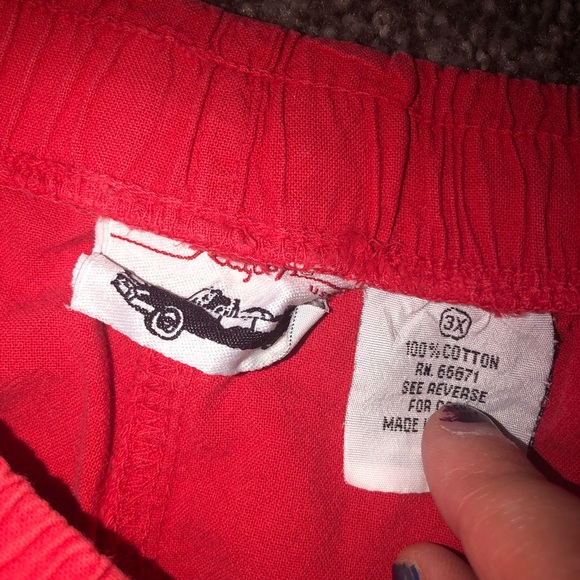 3X
100% COTTON
RN. 66671
SEE REVERSE
FOR
MADE